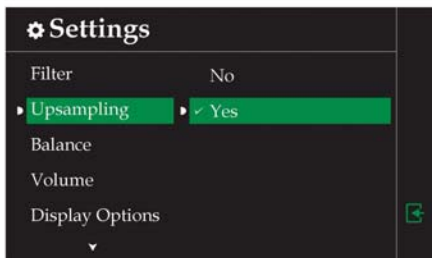 Settings
Filter
No
Upsampling
Yes
Balance
Volume
Display Options